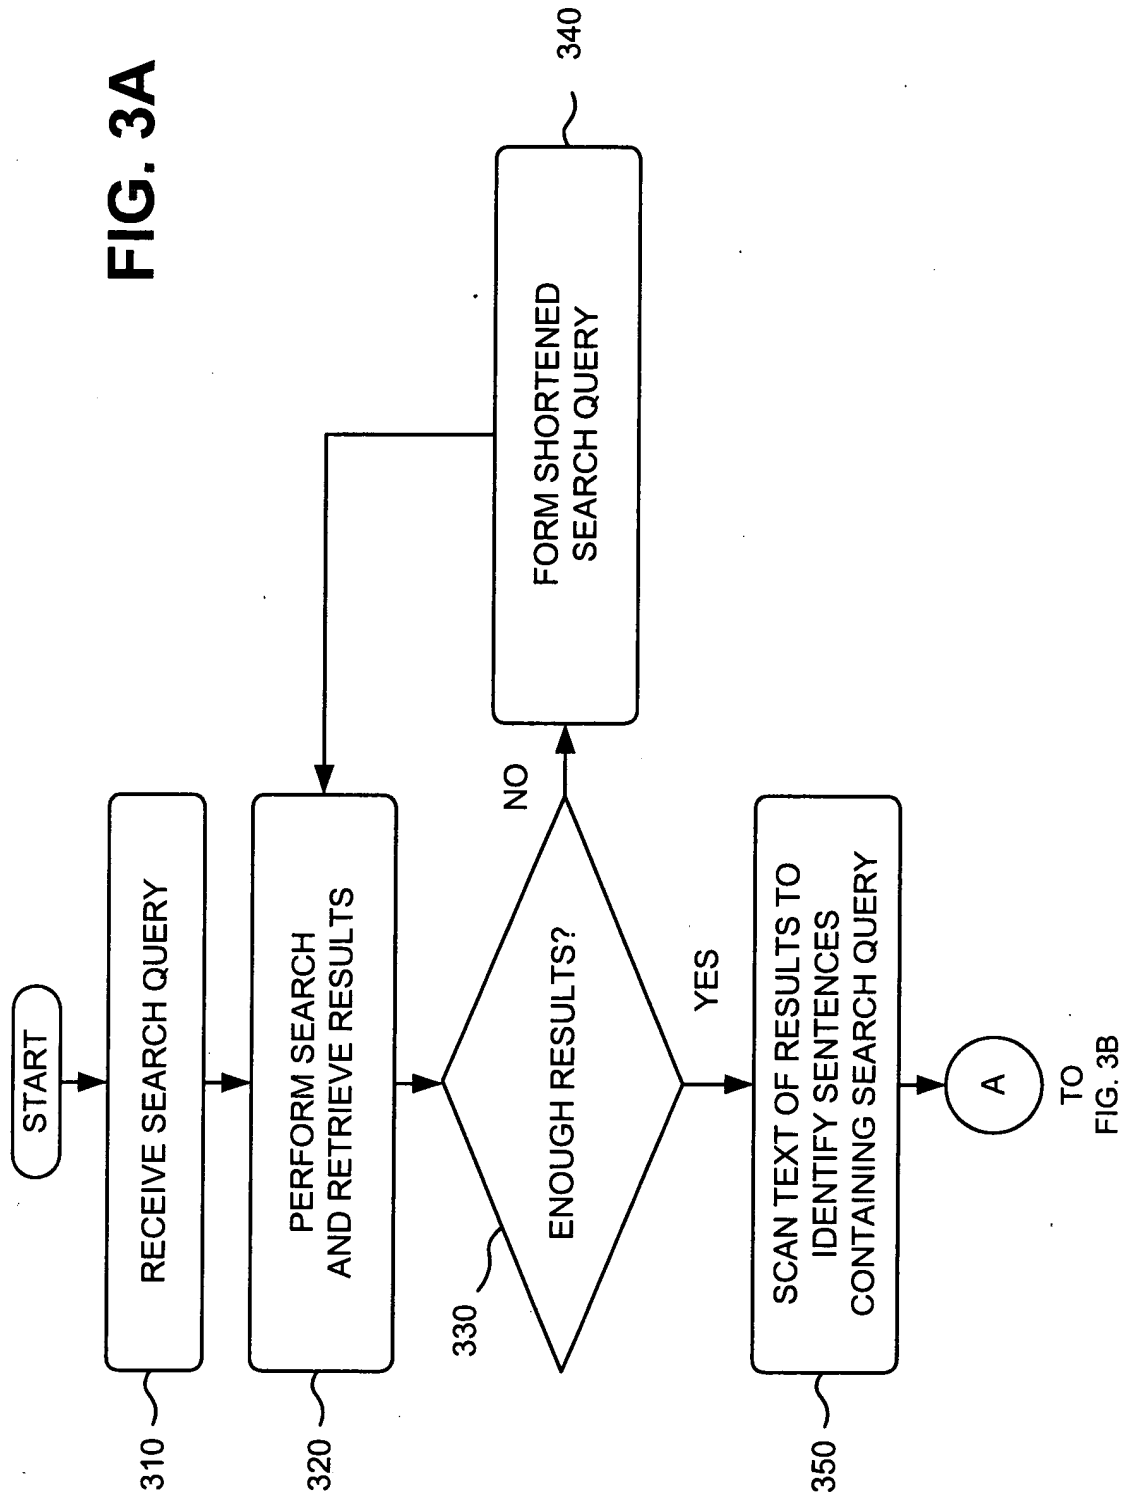 FIG. 3A
START
310
RECEIVE SEARCH QUERY
320
PERFORM SEARCH
AND RETRIEVE RESULTS
330
ENOUGH RESULTS?
NO
340
FORM SHORTENED
SEARCH QUERY
YES
350
SCAN TEXT OF RESULTS TO
IDENTIFY SENTENCES
CONTAINING SEARCH QUERY
A
TO
FIG. 3B